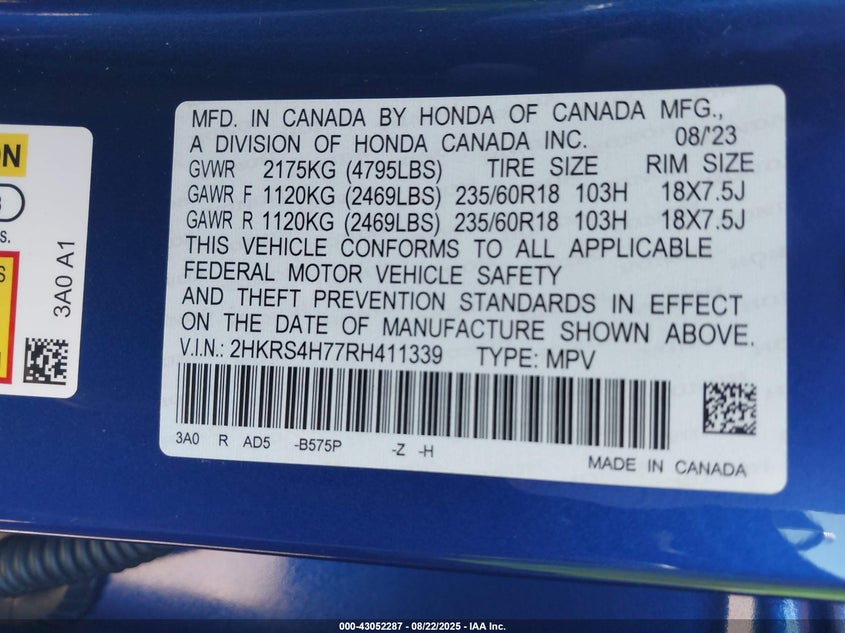 MFD. IN CANADA BY HONDA OF CANADA MFG.,
A DIVISION OF HONDA CANADA INC. 08/'23
GVWR 2175KG (4795LBS) TIRE SIZE RIM SIZE
GAWR F 1120KG (2469LBS) 235/60R18 103H 18X7.5J
GAWR R 1120KG (2469LBS) 235/60R18 103H 18X7.5J
THIS VEHICLE CONFORMS TO ALL APPLICABLE
FEDERAL MOTOR VEHICLE SAFETY
AND THEFT PREVENTION STANDARDS IN EFFECT
ON THE DATE OF MANUFACTURE SHOWN ABOVE.
V.I.N.: 2HKRS4H77RH411339 TYPE: MPV
3A0 R AD5 -B575P -Z -H
MADE IN CANADA
3A0 A1
000-43052287 - 08/22/2025 - IAA Inc.